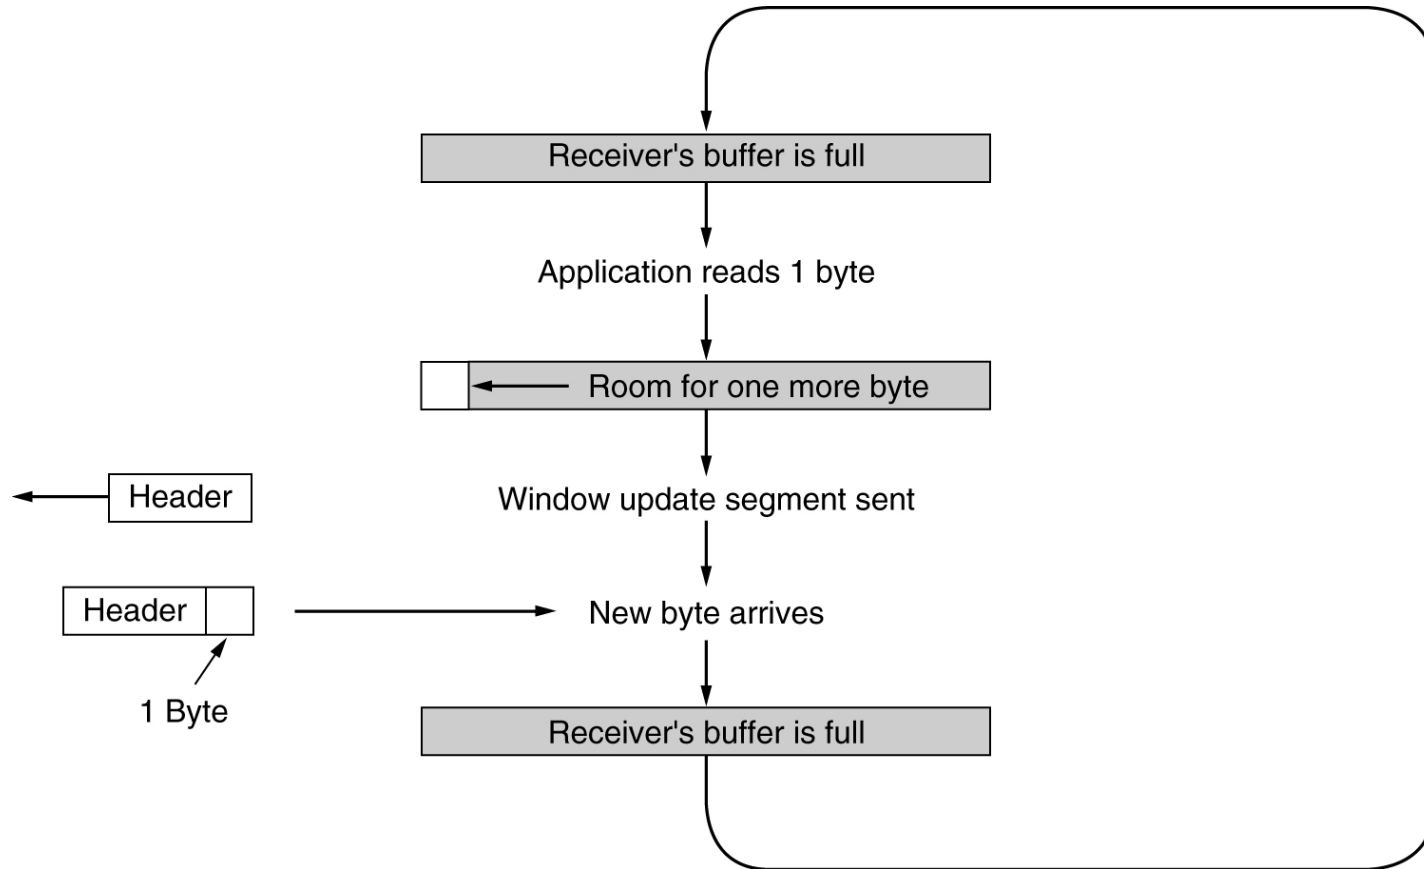 Receiver's buffer is full
Application reads 1 byte
Room for one more byte
Header
Window update segment sent
Header
New byte arrives
1 Byte
Receiver's buffer is full